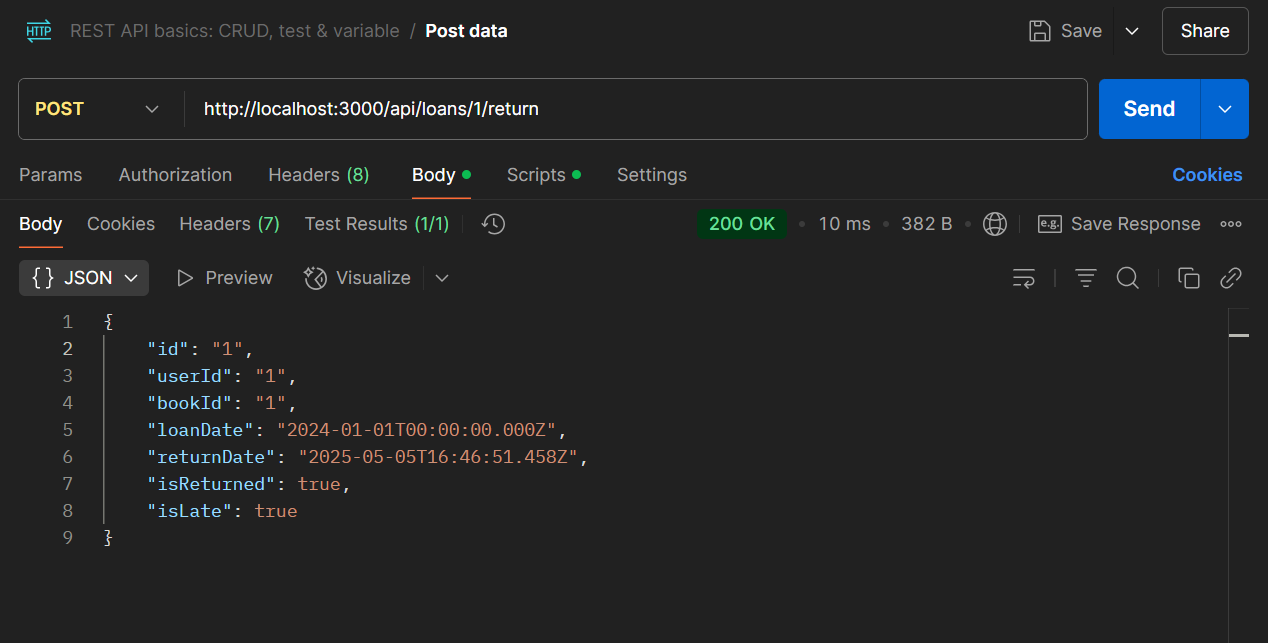 HTTP REST API basics: CRUD, test & variable / Post data Save Share
POST http://localhost:3000/api/loans/1/return Send
Params Authorization Headers (8) Body Scripts Settings Cookies
Body Cookies Headers (7) Test Results (1/1) 200 OK 10 ms 382 B e.g. Save Response
{} JSON Preview Visualize
1 {
2 "id": "1",
3 "userId": "1",
4 "bookId": "1",
5 "loanDate": "2024-01-01T00:00:00.000Z",
6 "returnDate": "2025-05-05T16:46:51.458Z",
7 "isReturned": true,
8 "isLate": true
9 }